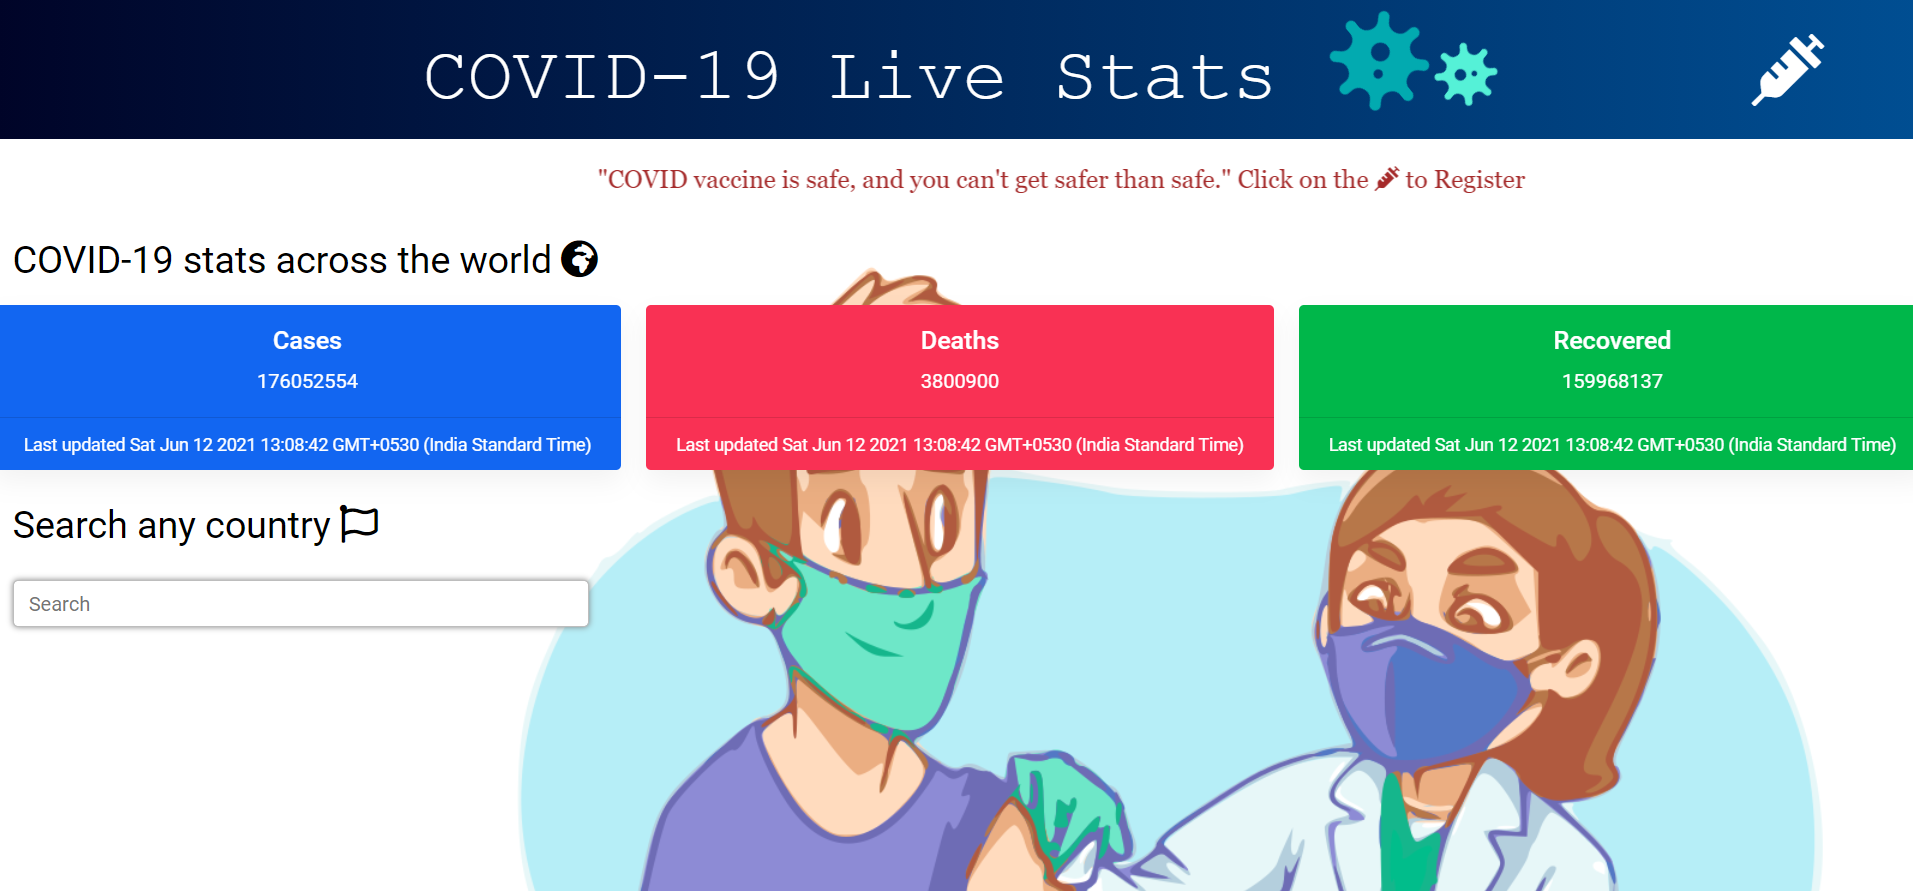 COVID-19 Live Stats
"COVID vaccine is safe, and you can't get safer than safe." Click on the to Register
COVID-19 stats across the world
Cases
176052554
Last updated Sat Jun 12 2021 13:08:42 GMT+0530 (India Standard Time)
Deaths
3800900
Last updated Sat Jun 12 2021 13:08:42 GMT+0530 (India Standard Time)
Recovered
159968137
Last updated Sat Jun 12 2021 13:08:42 GMT+0530 (India Standard Time)
Search any country
Search